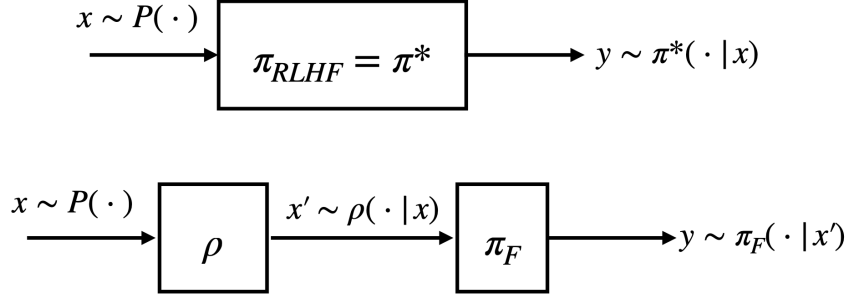 x ∼ P( · )
π_RLHF = π*
y ∼ π*( · | x)
x ∼ P( · )
ρ
x′ ∼ ρ( · | x)
π_F
y ∼ π_F( · | x′)